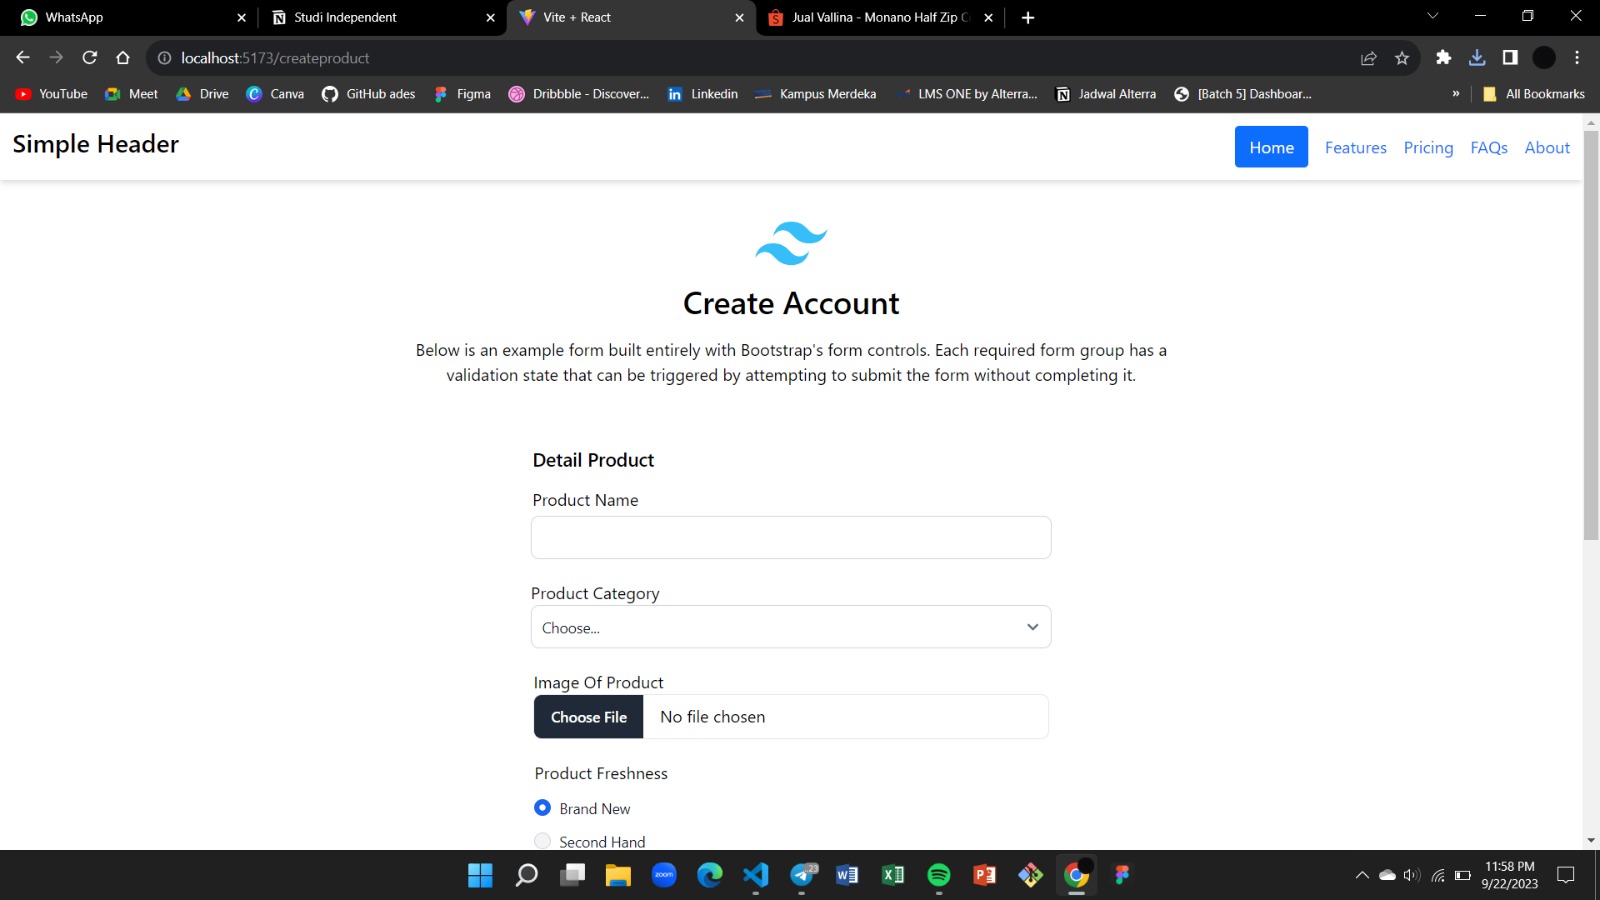 WhatsApp
Studi Independent
Vite + React
Jual Vallina - Monano Half Zip
localhost:5173/createproduct
YouTube
Meet
Drive
Canva
GitHub ades
Figma
Dribbble - Discover...
Linkedin
Kampus Merdeka
LMS ONE by Alterra...
Jadwal Alterra
[Batch 5] Dashboar...
»
All Bookmarks
Simple Header
Home
Features
Pricing
FAQs
About
Create Account
Below is an example form built entirely with Bootstrap's form controls. Each required form group has a
validation state that can be triggered by attempting to submit the form without completing it.
Detail Product
Product Name
Product Category
Choose...
Image Of Product
Choose File
No file chosen
Product Freshness
Brand New
Second Hand
zoom
23
11:58 PM
9/22/2023